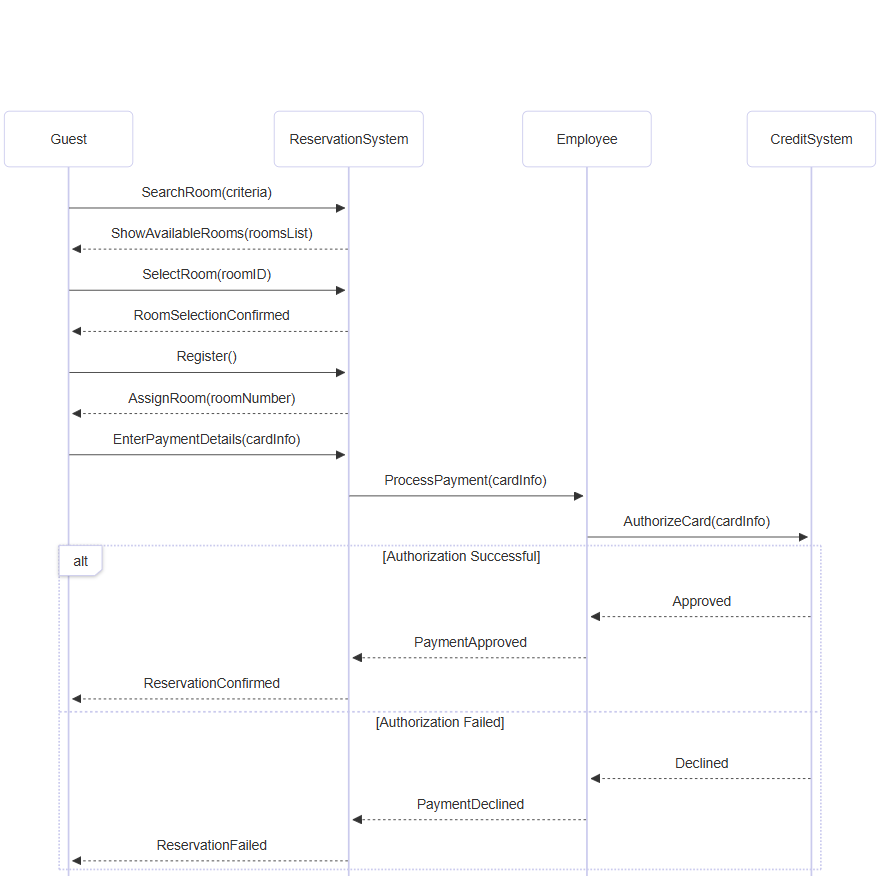 Guest
ReservationSystem
Employee
CreditSystem
SearchRoom(criteria)
ShowAvailableRooms(roomsList)
SelectRoom(roomID)
RoomSelectionConfirmed
Register()
AssignRoom(roomNumber)
EnterPaymentDetails(cardInfo)
ProcessPayment(cardInfo)
AuthorizeCard(cardInfo)
alt
[Authorization Successful]
Approved
PaymentApproved
ReservationConfirmed
[Authorization Failed]
Declined
PaymentDeclined
ReservationFailed